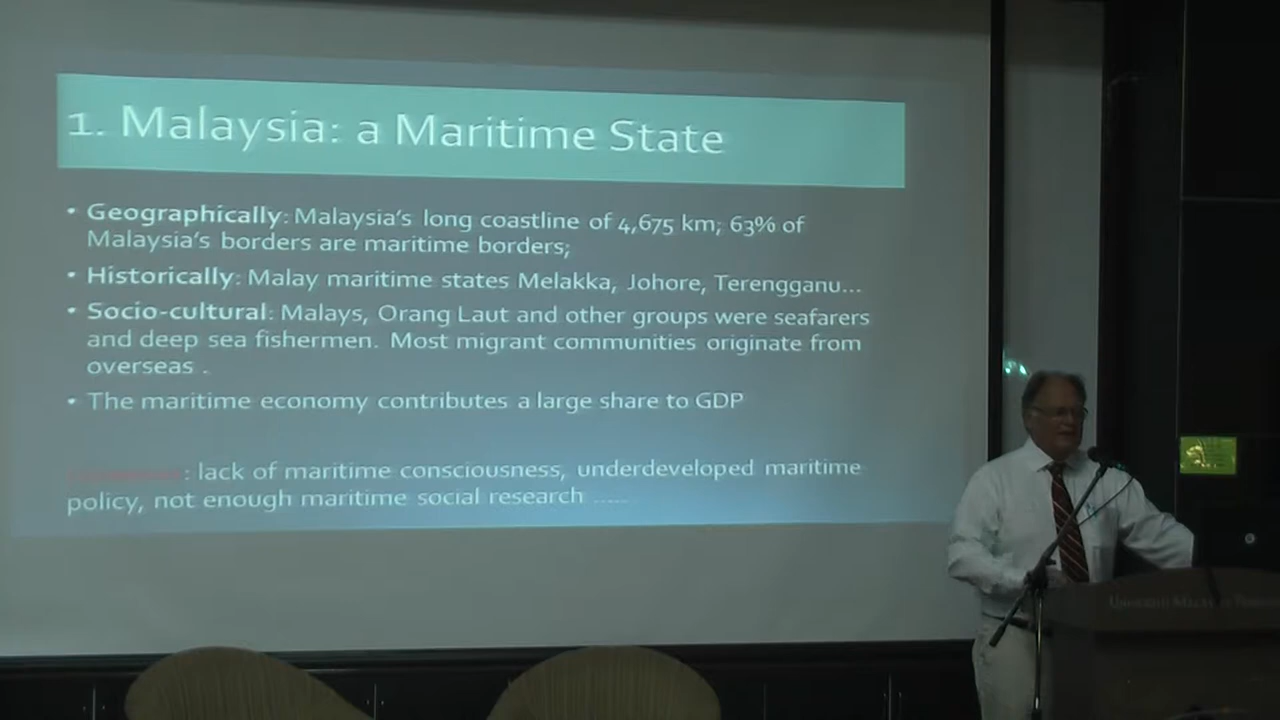 1. Malaysia: a Maritime State
• Geographically: Malaysia's long coastline of 4,675 km; 63% of
Malaysia's borders are maritime borders;
• Historically: Malay maritime states Melakka, Johore, Terengganu...
• Socio-cultural: Malays, Orang Laut and other groups were seafarers
and deep sea fishermen. Most migrant communities originate from
overseas .
• The maritime economy contributes a large share to GDP
: lack of maritime consciousness, underdeveloped maritime
policy, not enough maritime social research ......